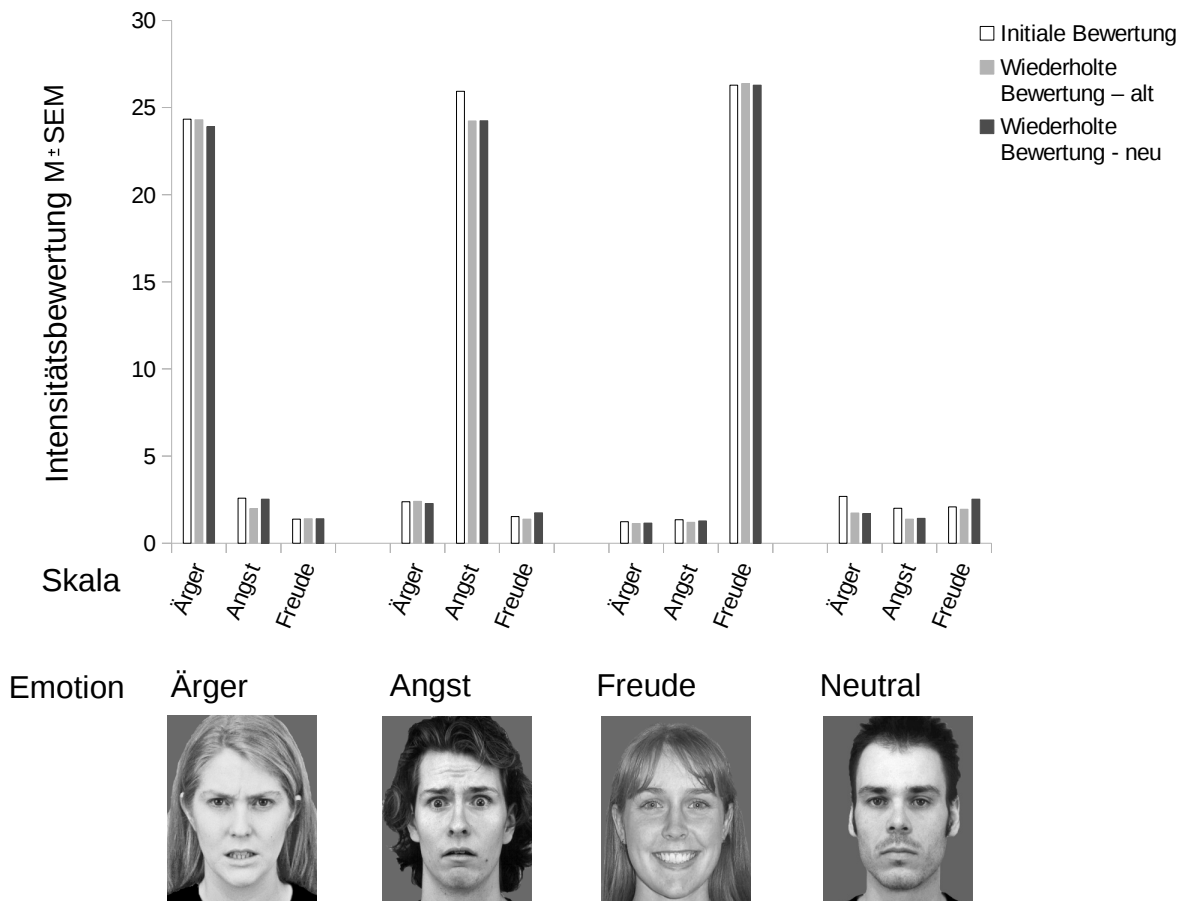 Intensitätsbewertung M±SEM
30
25
20
15
10
5
0
Initiale Bewertung
Wiederholte
Bewertung – alt
Wiederholte
Bewertung - neu
Skala
Ärger
Angst
Freude
Ärger
Angst
Freude
Ärger
Angst
Freude
Ärger
Angst
Freude
Emotion Ärger Angst Freude Neutral